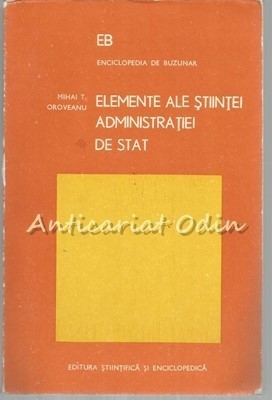 EB
ENCICLOPEDIA DE BUZUNAR
MIHAI T.
OROVEANU
ELEMENTE ALE ŞTIINŢEI
ADMINISTRAŢIEI
DE STAT
Anticariat Odin
EDITURA ŞTIINŢIFICĂ ŞI ENCICLOPEDICĂ